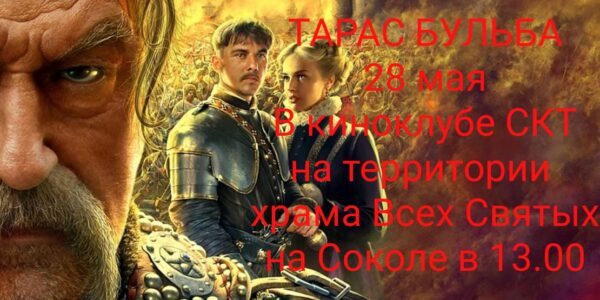 ТАРАС БУЛЬБА
28 мая
В киноклубе СКТ
на территории
храма Всех Святых
на Соколе в 13.00